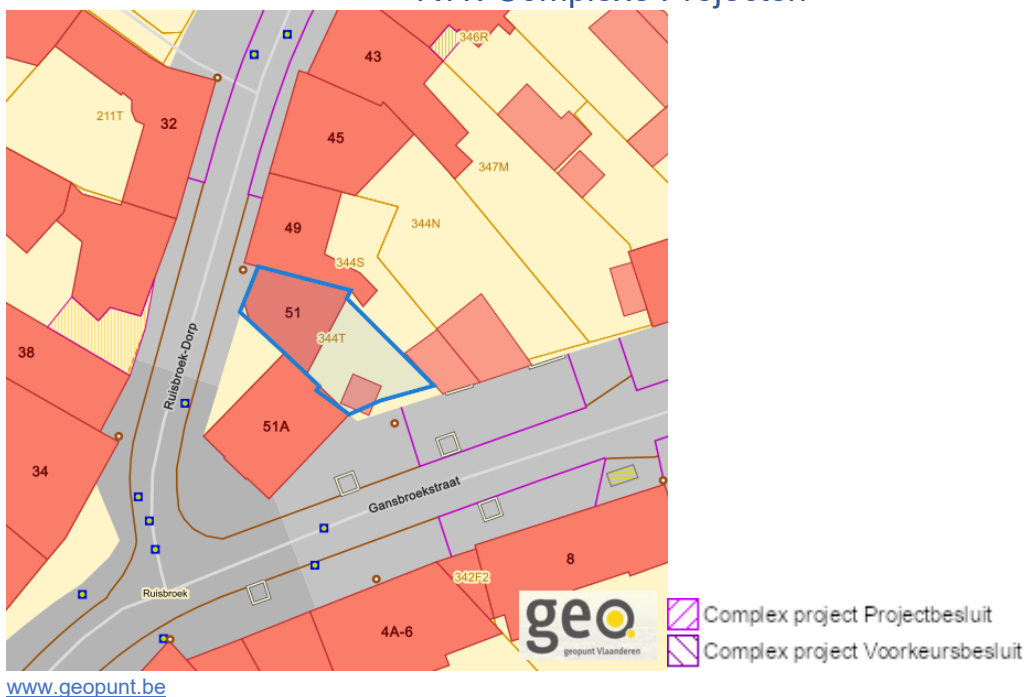 346R
43
211T
32
45
347M
49
344N
344S
51
344T
Ruisbroek-Dorp
38
51A
34
Gansbroekstraat
8
342F2
Ruisbroek
4A-6
geo.
geopunt Vlaanderen
Complex project Projectbesluit
Complex project Voorkeursbesluit
www.geopunt.be